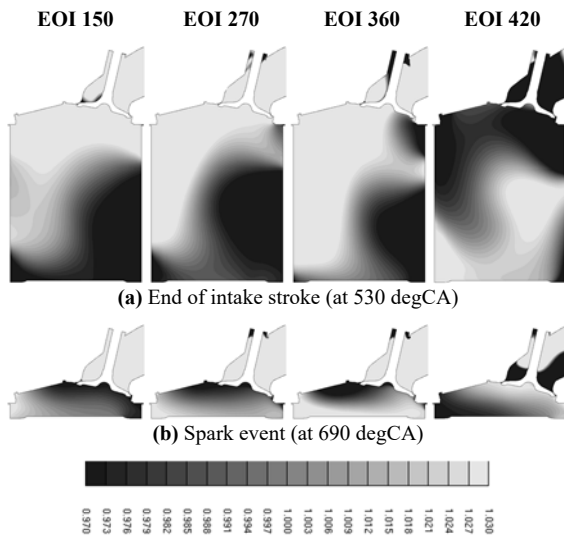 EOI 150 EOI 270 EOI 360 EOI 420
(a) End of intake stroke (at 530 degCA)
(b) Spark event (at 690 degCA)
0.970 0.973 0.976 0.979 0.982 0.985 0.988 0.991 0.994 0.997 1.000 1.003 1.006 1.009 1.012 1.015 1.018 1.021 1.024 1.027 1.030